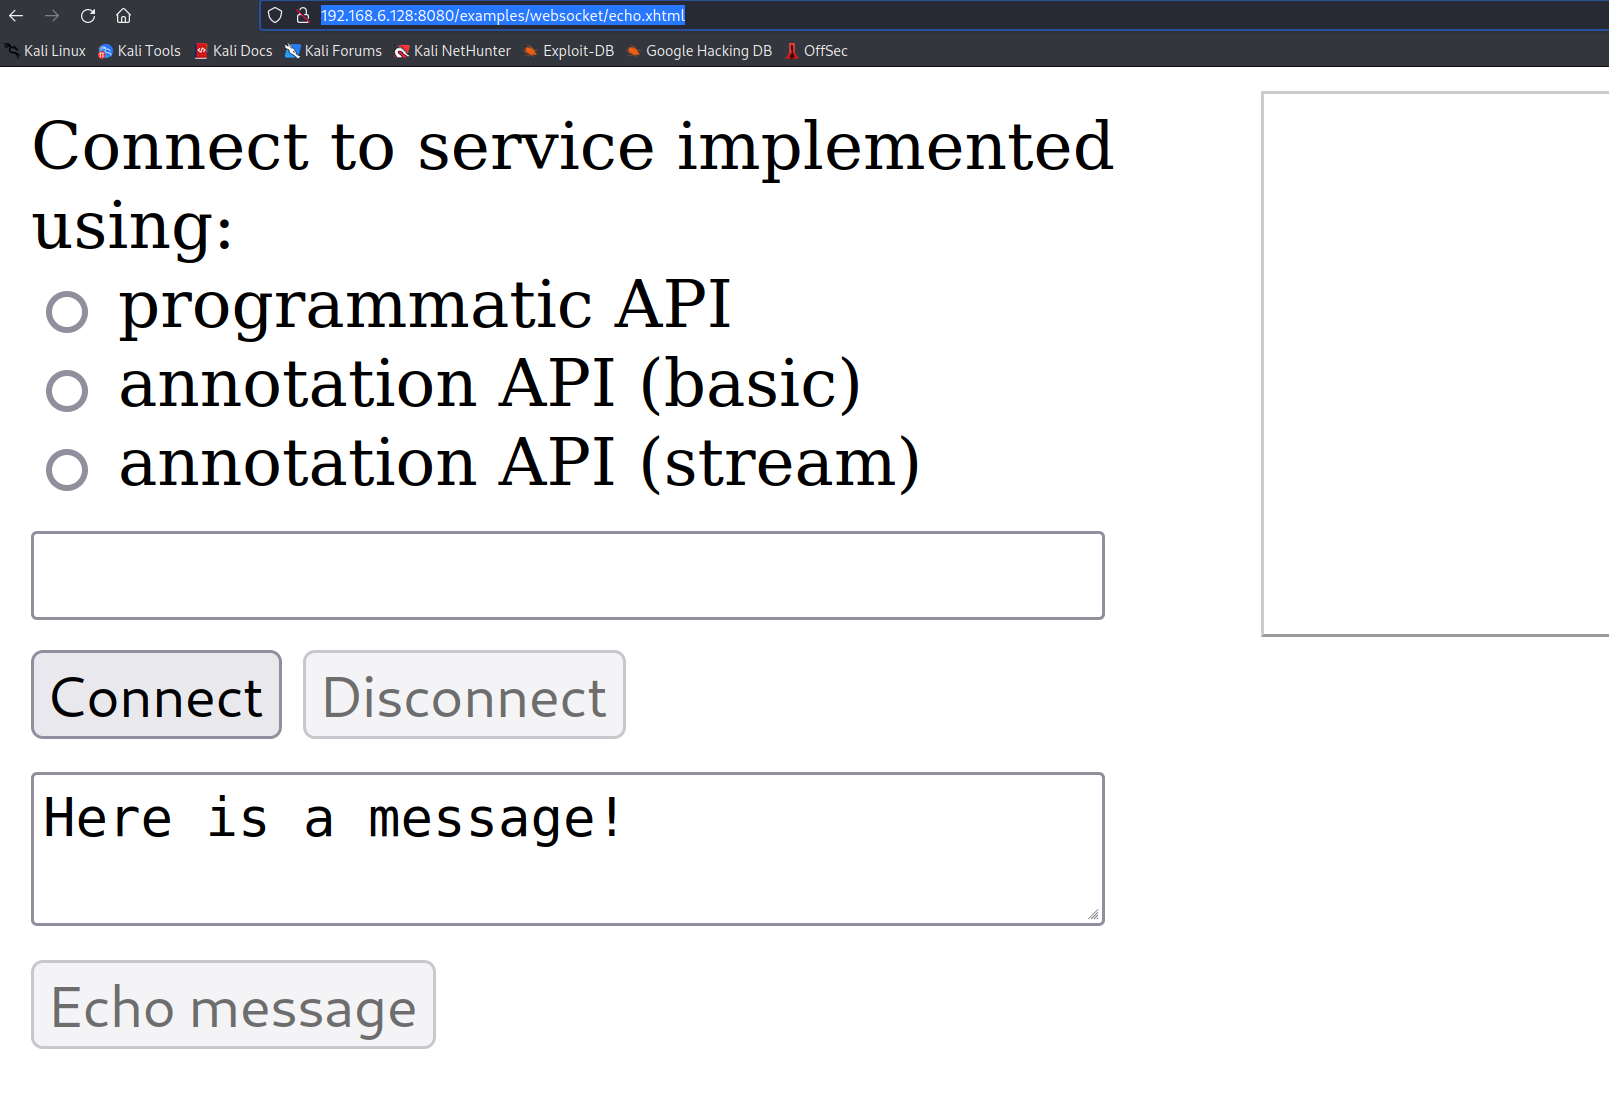 192.168.6.128:8080/examples/websocket/echo.xhtml
Kali Linux Kali Tools Kali Docs Kali Forums Kali NetHunter Exploit-DB Google Hacking DB OffSec
Connect to service implemented
using:
programmatic API
annotation API (basic)
annotation API (stream)
Connect Disconnect
Here is a message!
Echo message